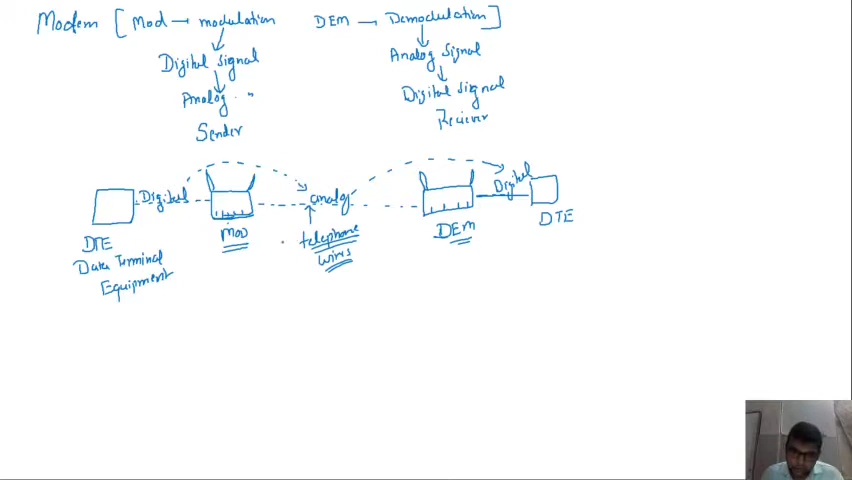 Modem [ Mod → modulation DEM → Demodulation ]
Digital signal
Analog "
Sender
Analog Signal
Digital signal
Reciever
DTE
Data Terminal
Equipment
Digital
MOD
analog
telephone
wires
DEM
Digital
DTE